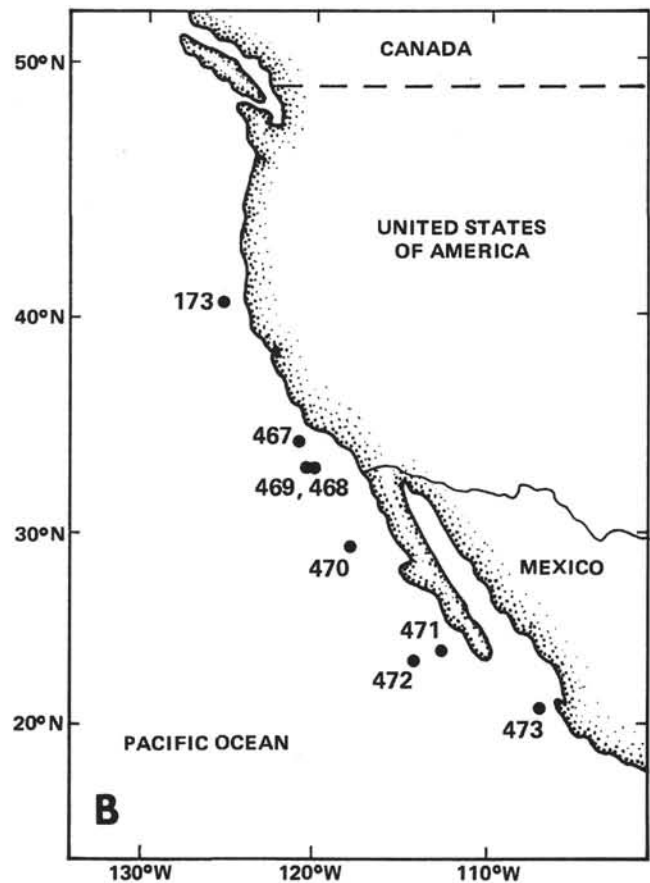 50°N
CANADA
UNITED STATES
OF AMERICA
173
40°N
467
469, 468
30°N
470
MEXICO
471
472
20°N
473
PACIFIC OCEAN
B
130°W
120°W
110°W